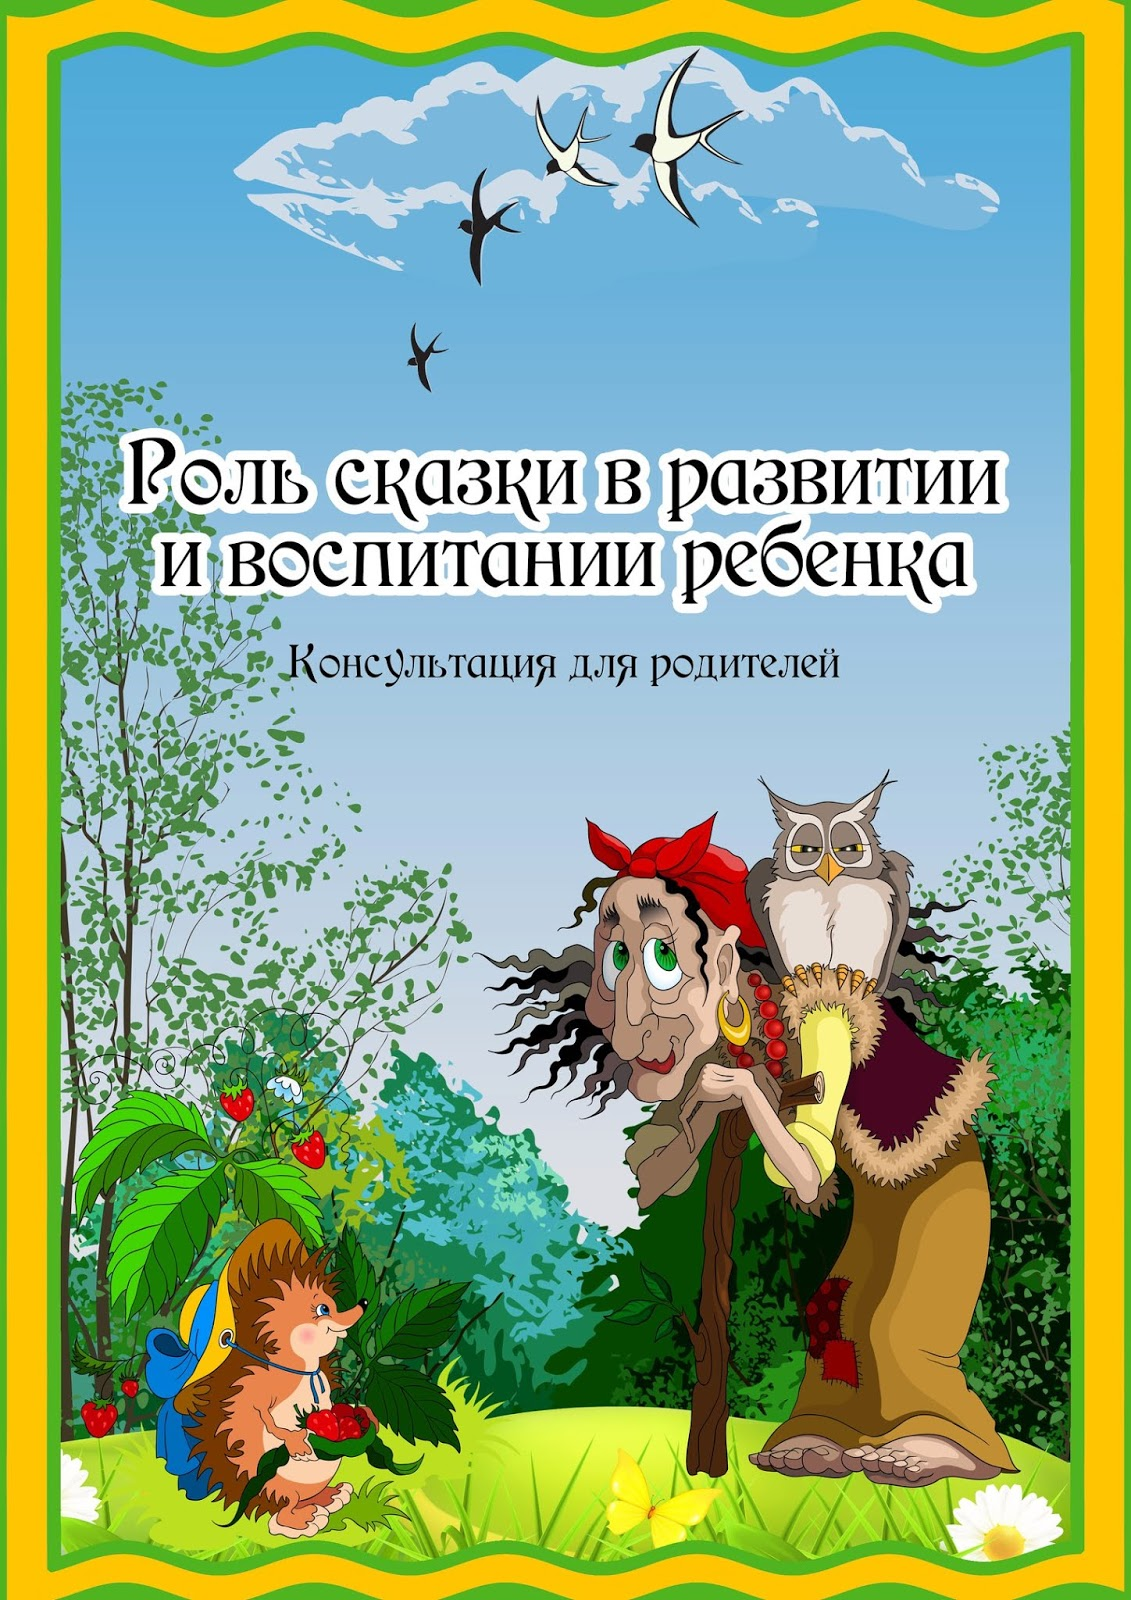 Роль сказки в развитии
и воспитании ребенка
Консультация для родителей